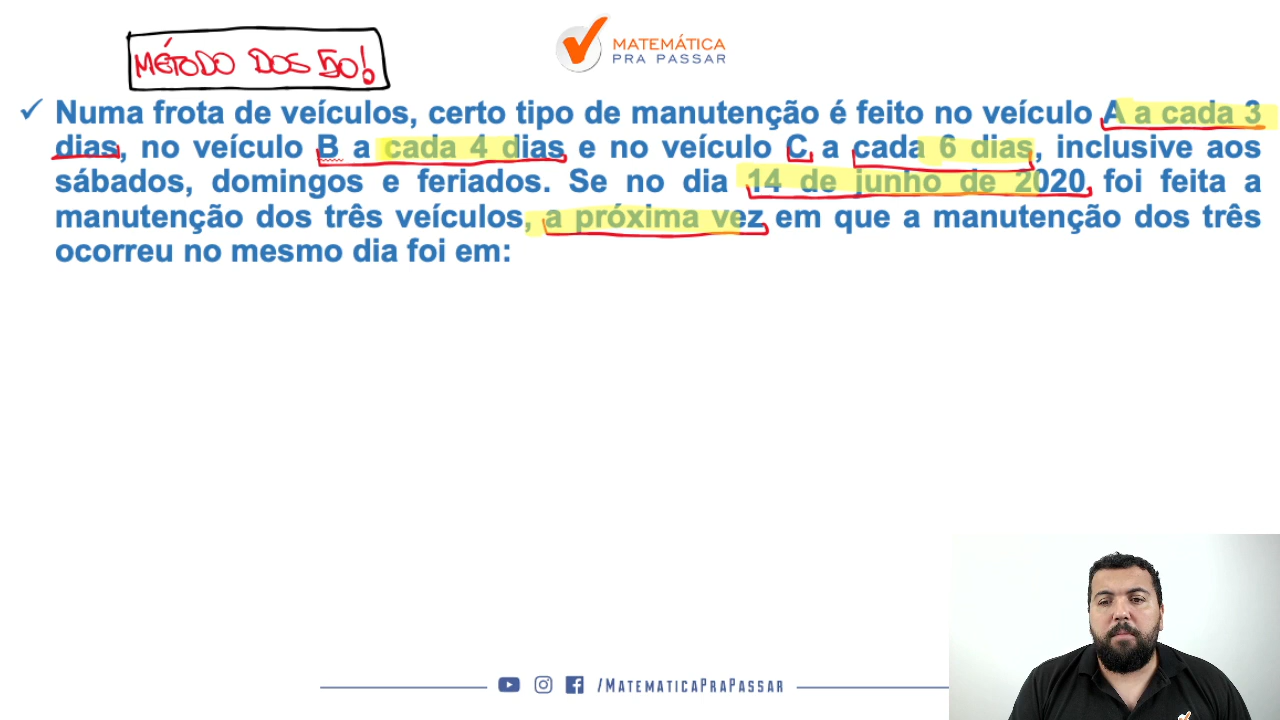 MÉTODO DOS 50!
MATEMÁTICA
PRA PASSAR
✓ Numa frota de veículos, certo tipo de manutenção é feito no veículo A a cada 3
dias, no veículo B a cada 4 dias e no veículo C a cada 6 dias, inclusive aos
sábados, domingos e feriados. Se no dia 14 de junho de 2020, foi feita a
manutenção dos três veículos, a próxima vez em que a manutenção dos três
ocorreu no mesmo dia foi em:
/MATEMATICAPRAPASSAR